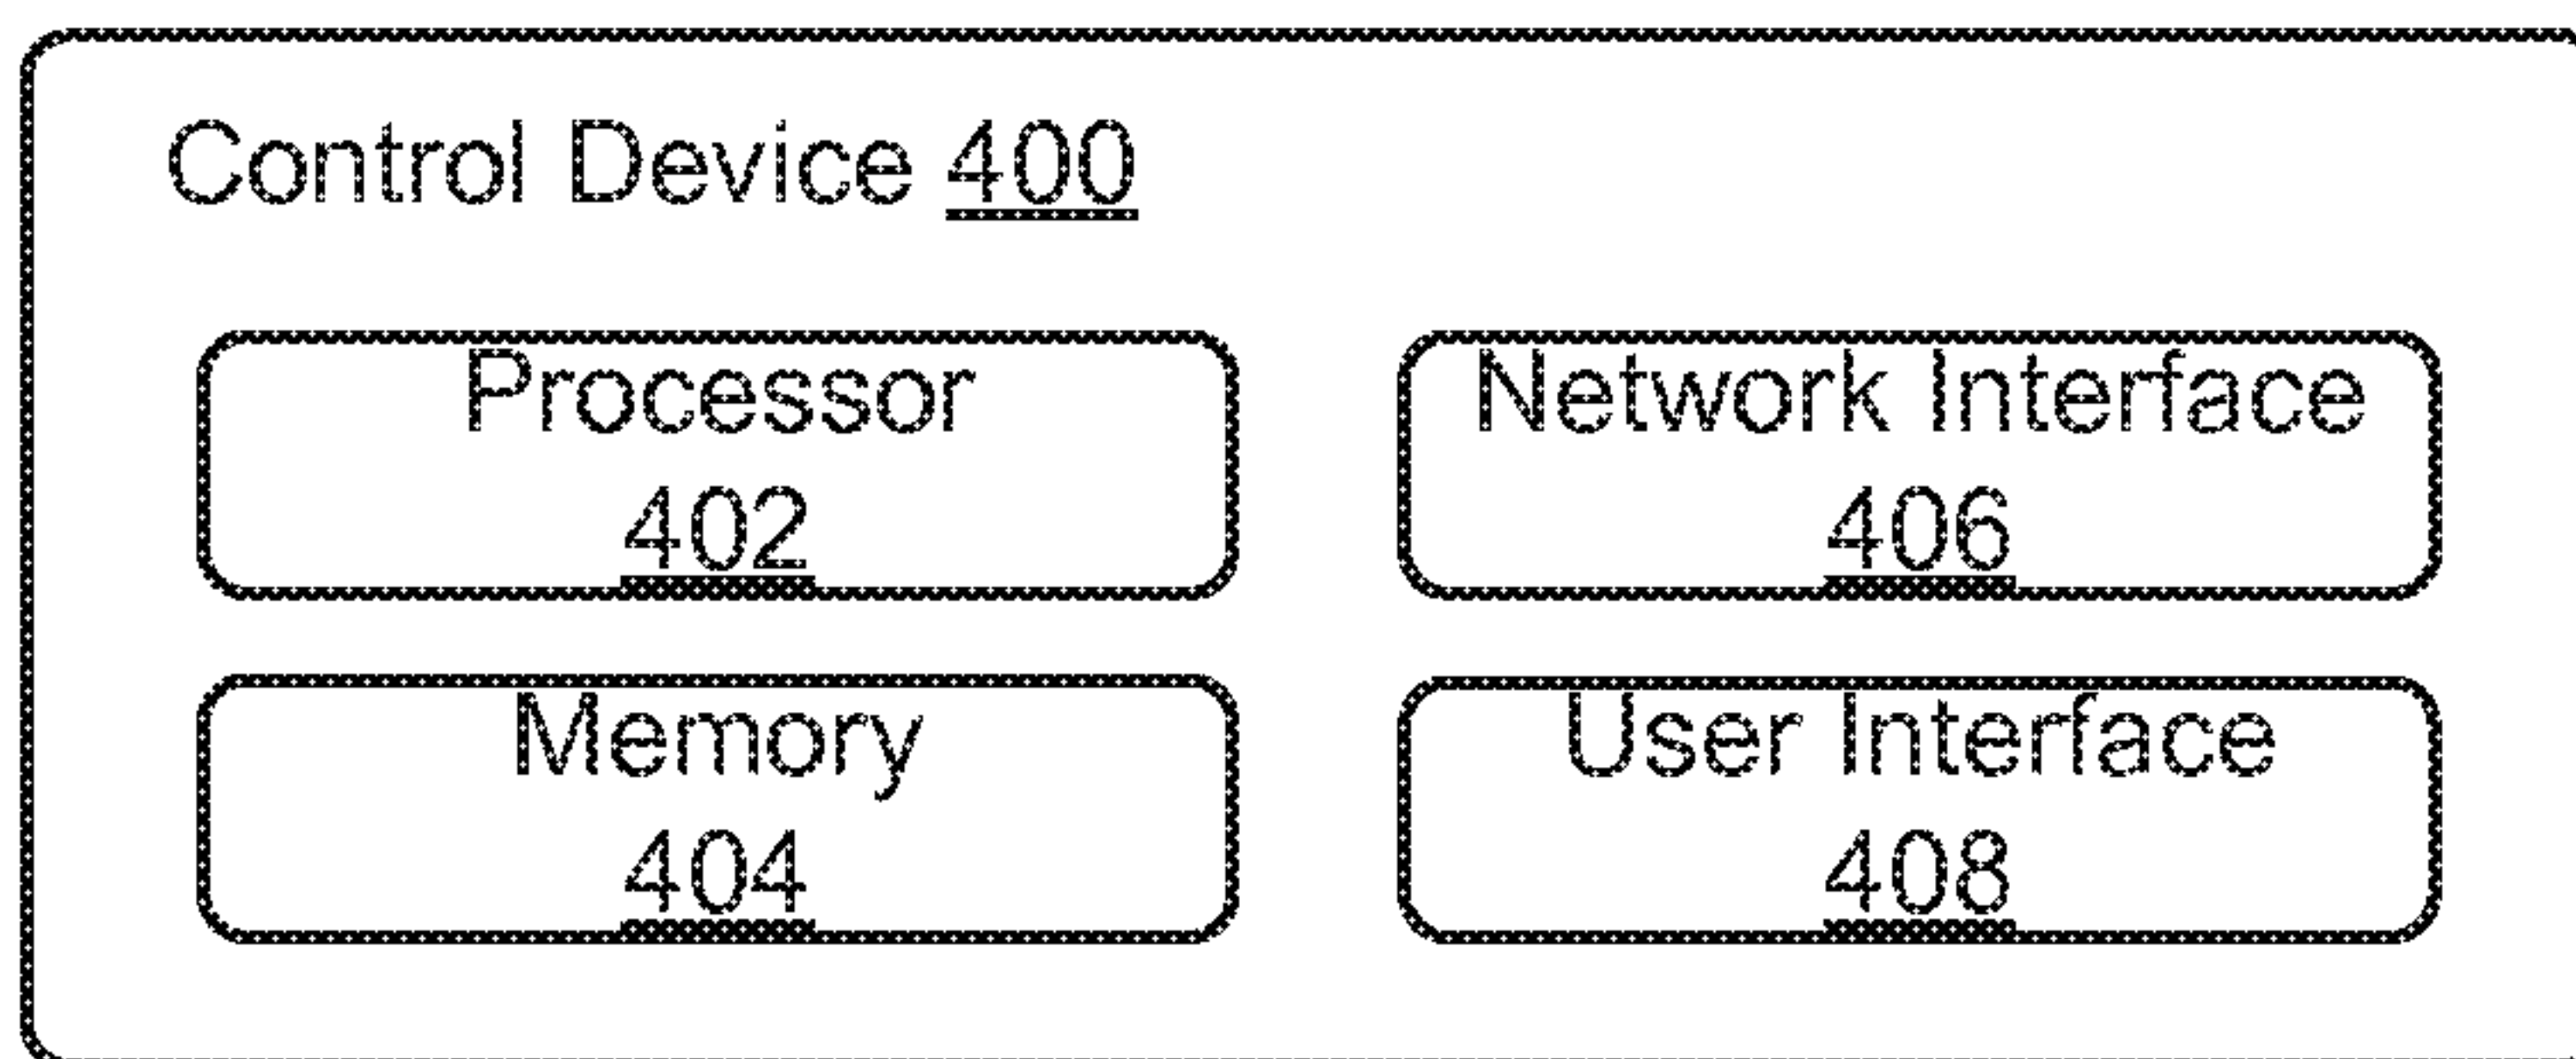 Control Device 400
Processor
402
Network Interface
406
Memory
404
User Interface
408